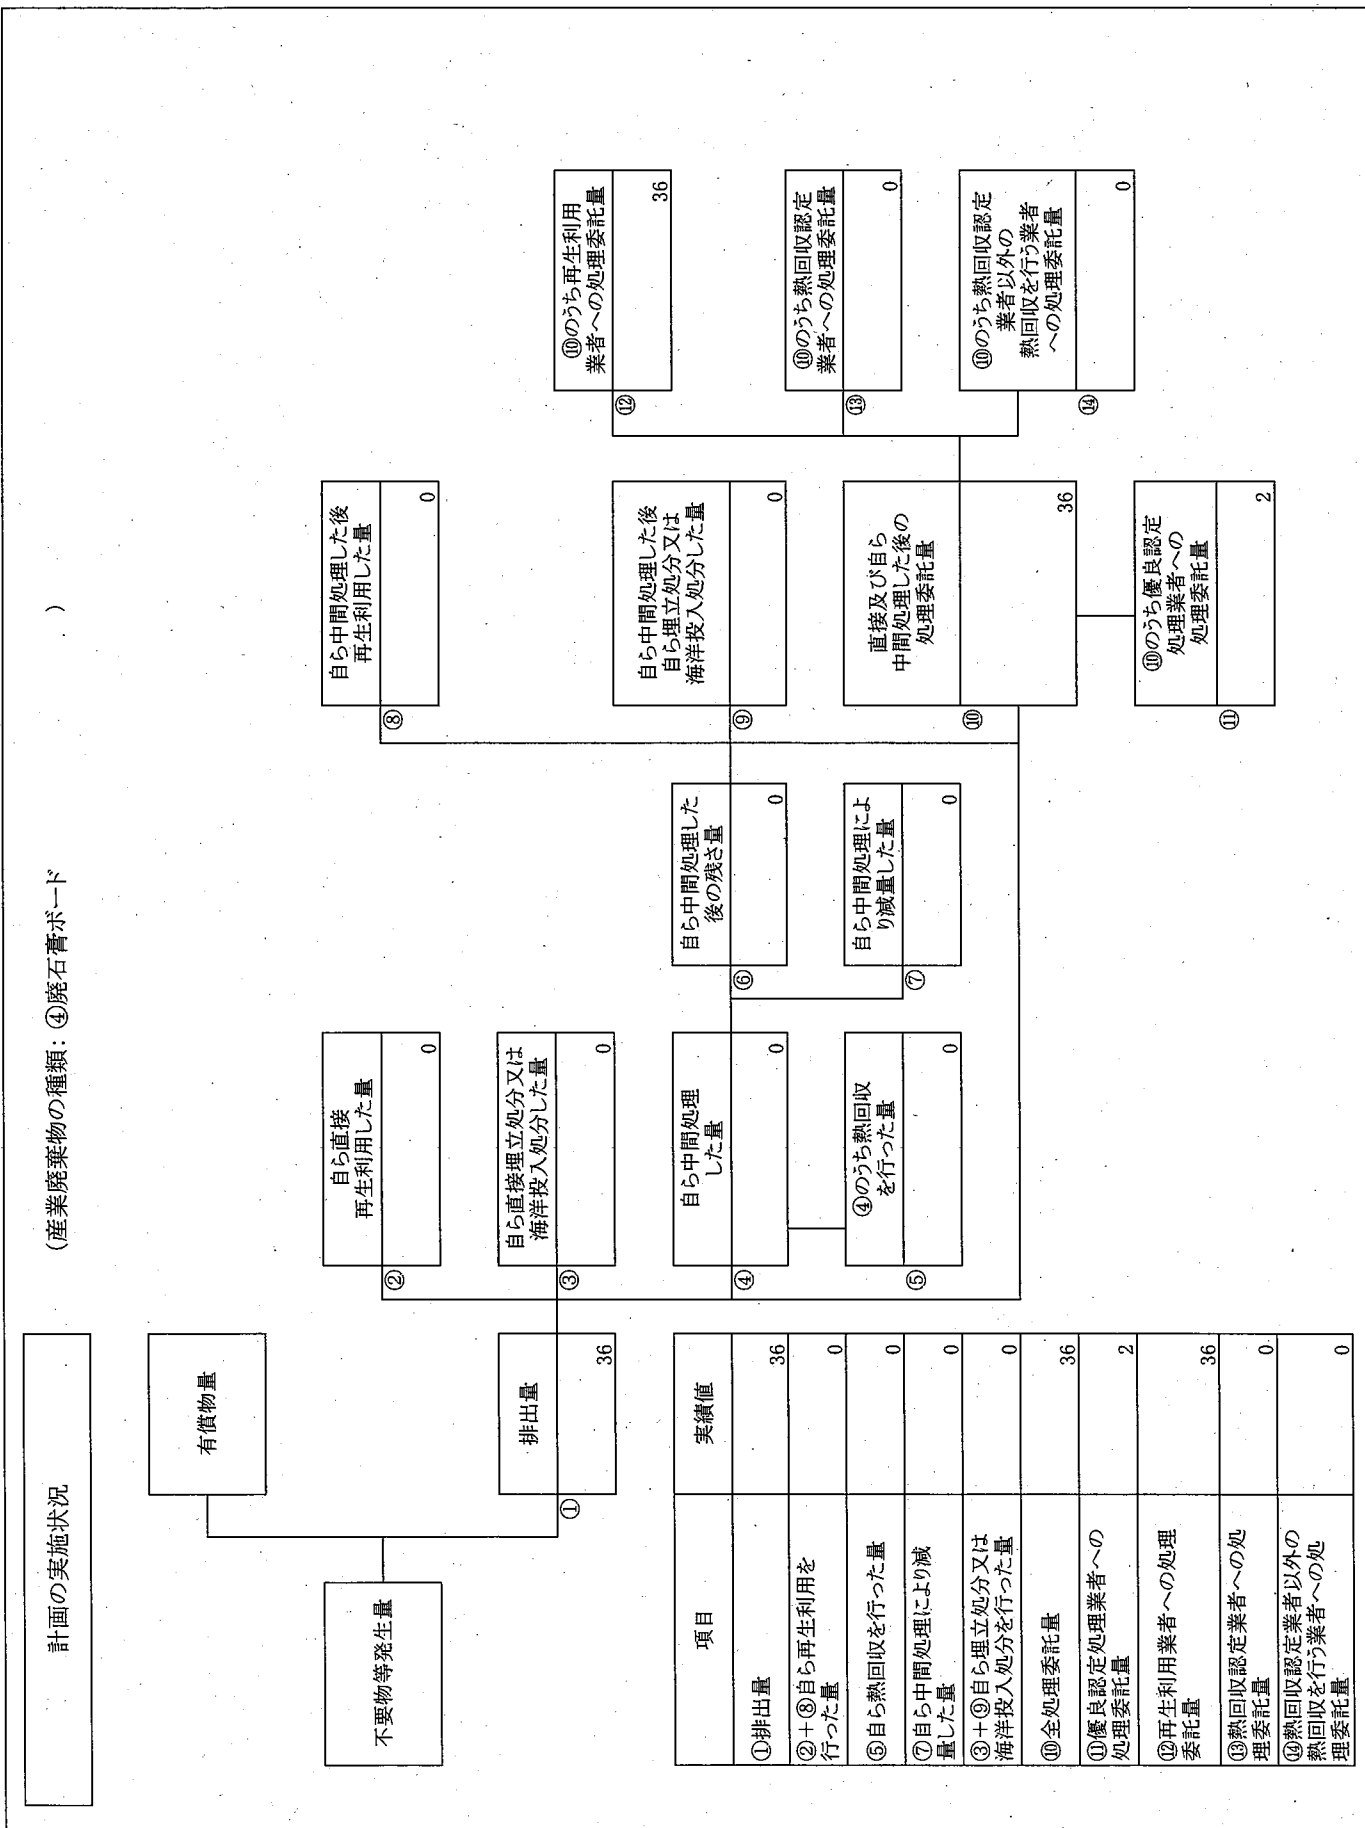 計画の実施状況
(産業廃棄物の種類：④廃石膏ボード　　　　　)
不要物等発生量
有償物量
①
排出量
36
②
自ら直接
再生利用した量
0
③
自ら直接埋立処分又は
海洋投入処分した量
0
④
自ら中間処理
した量
0
⑤
④のうち熱回収
を行った量
0
⑥
自ら中間処理した
後の残さ量
0
⑦
自ら中間処理によ
り減量した量
0
⑧
自ら中間処理した後
再生利用した量
0
⑨
自ら中間処理した後
自ら埋立処分又は
海洋投入処分した量
0
⑩
直接及び自ら
中間処理した後の
処理委託量
36
⑪
⑩のうち優良認定
処理業者への
処理委託量
2
⑫
⑩のうち再生利用
業者への処理委託量
36
⑬
⑩のうち熱回収認定
業者への処理委託量
0
⑭
⑩のうち熱回収認定
業者以外の
熱回収を行う業者
への処理委託量
0
項目 実績値
①排出量 36
②＋⑧自ら再生利用を
行った量 0
⑤自ら熱回収を行った量 0
⑦自ら中間処理により減
量した量 0
③＋⑨自ら埋立処分又は
海洋投入処分を行った量 0
⑩全処理委託量 36
⑪優良認定処理業者への
処理委託量 2
⑫再生利用業者への処理
委託量 36
⑬熱回収認定業者への処
理委託量 0
⑭熱回収認定業者以外の
熱回収を行う業者への処
理委託量 0